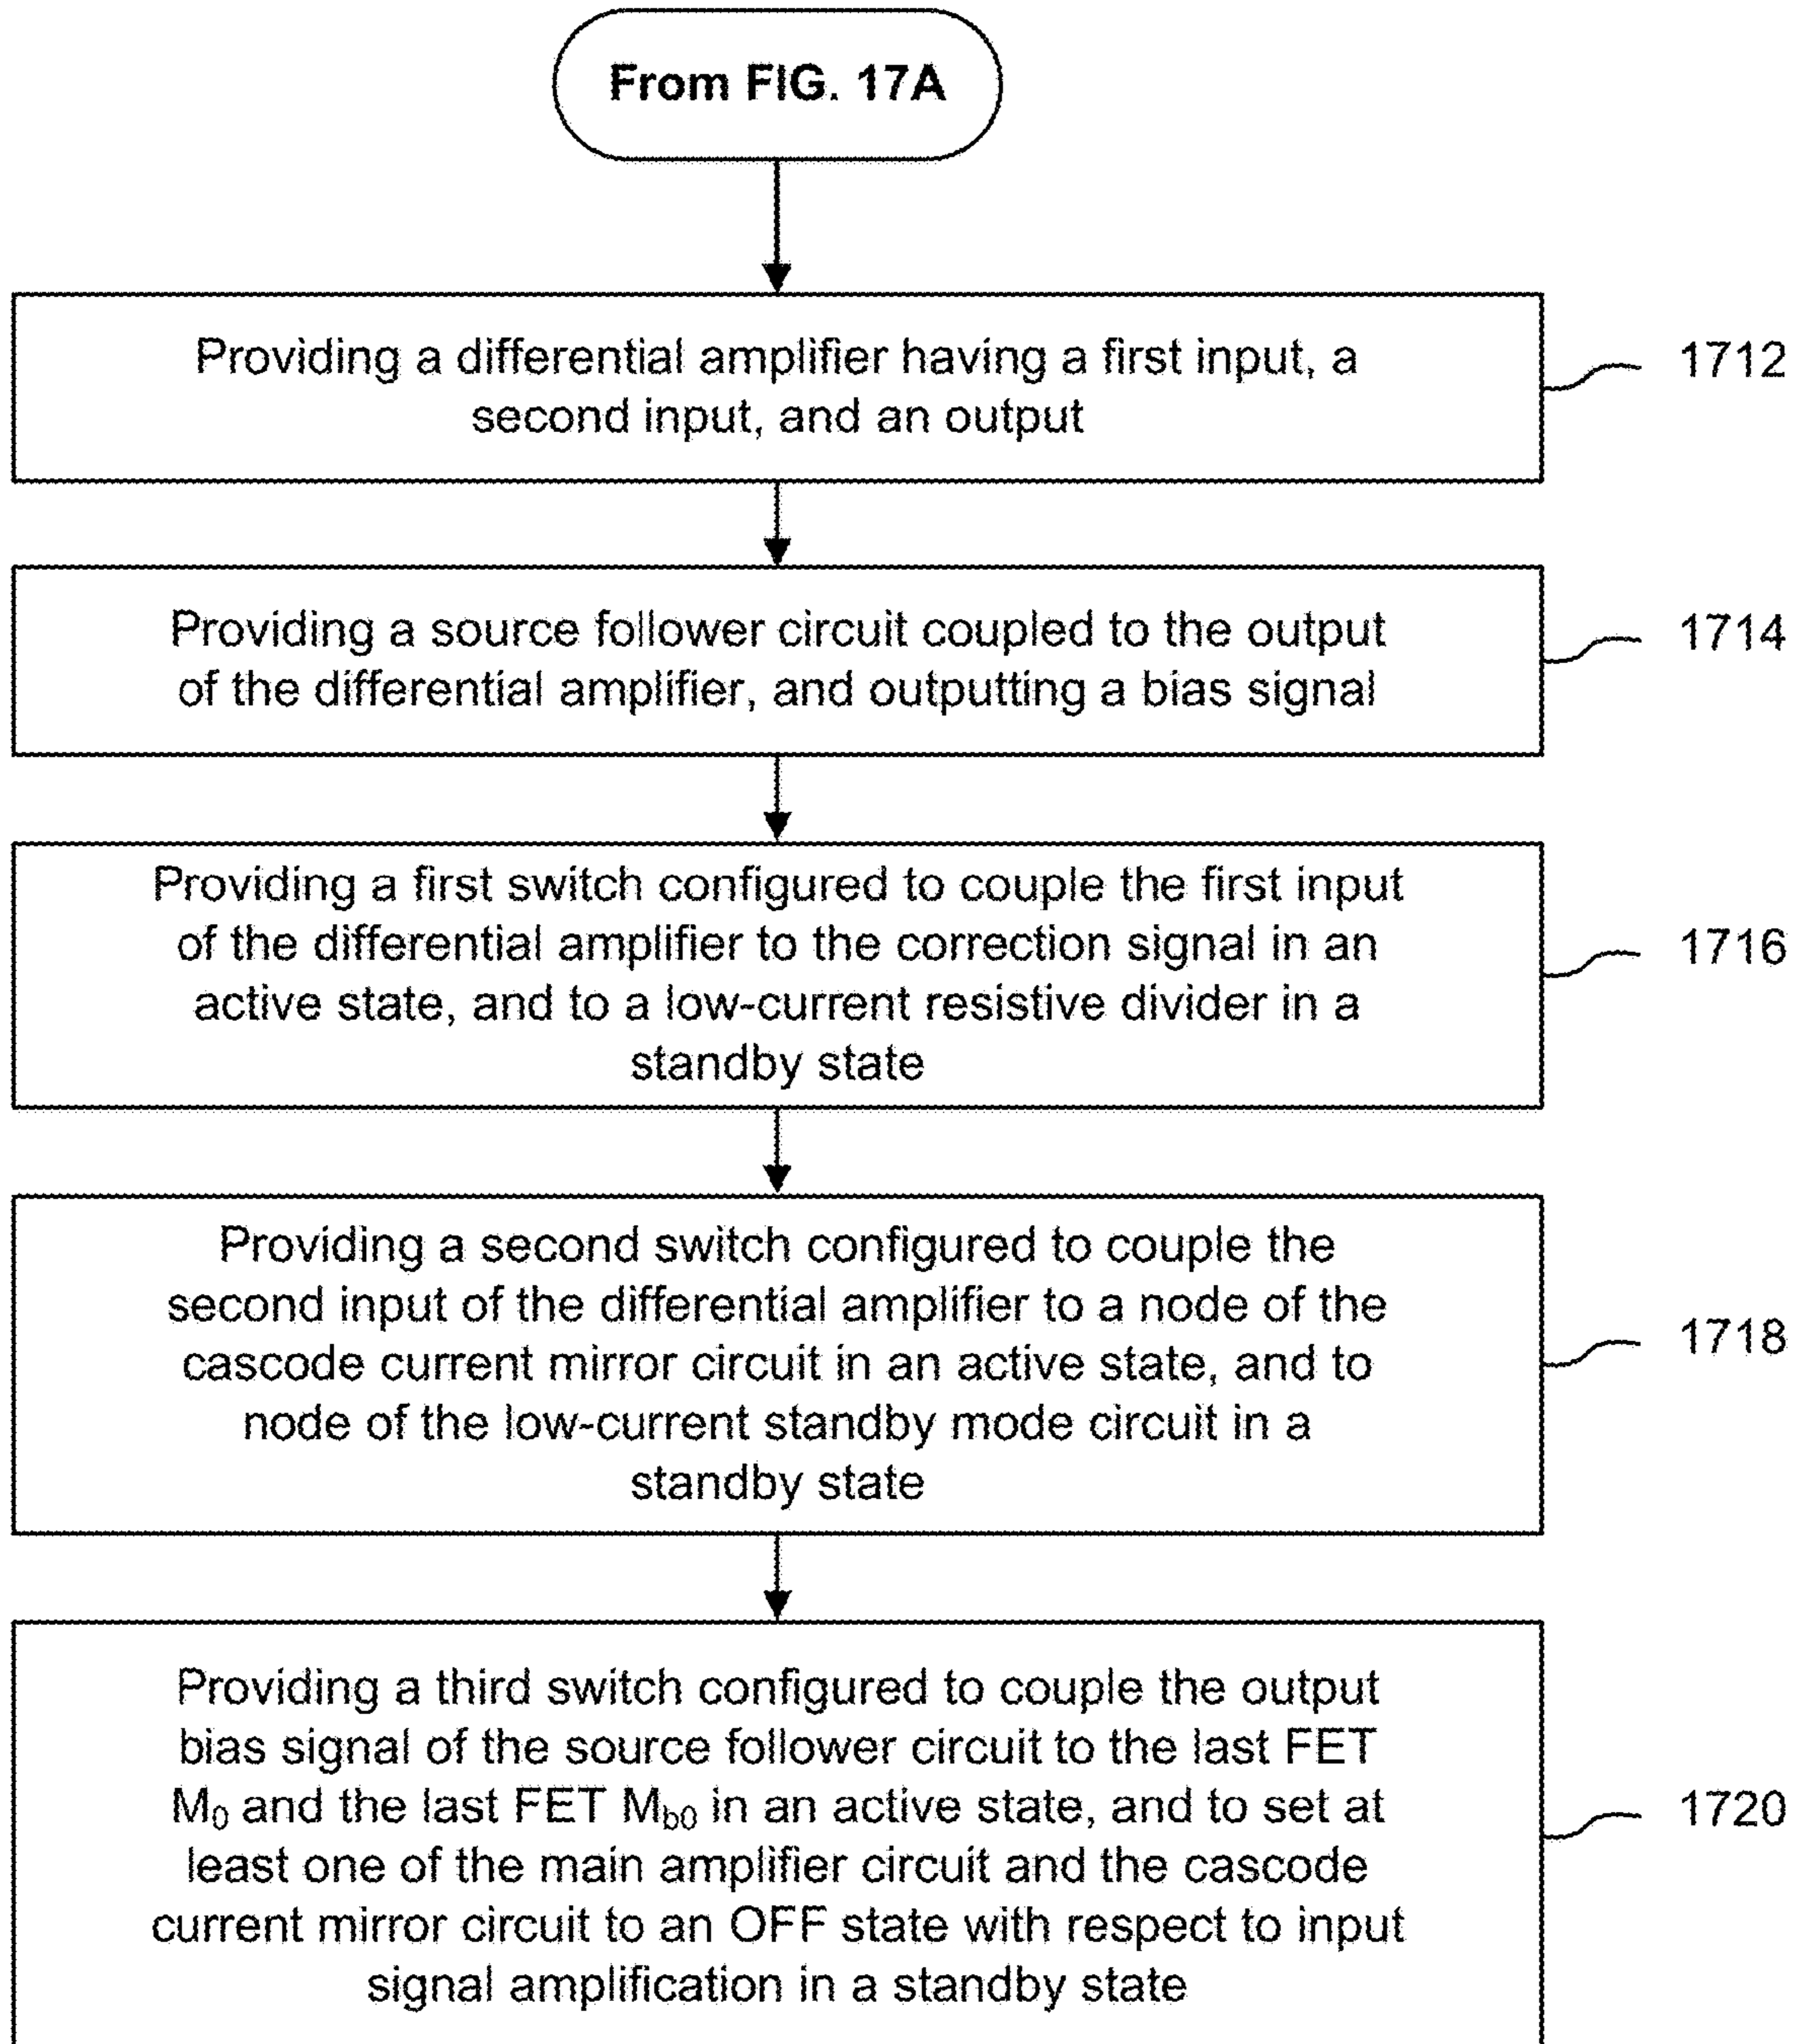 From FIG. 17A
Providing a differential amplifier having a first input, a
second input, and an output
1712
Providing a source follower circuit coupled to the output
of the differential amplifier, and outputting a bias signal
1714
Providing a first switch configured to couple the first input
of the differential amplifier to the correction signal in an
active state, and to a low-current resistive divider in a
standby state
1716
Providing a second switch configured to couple the
second input of the differential amplifier to a node of the
cascode current mirror circuit in an active state, and to
node of the low-current standby mode circuit in a
standby state
1718
Providing a third switch configured to couple the output
bias signal of the source follower circuit to the last FET
M₀ and the last FET M_b0 in an active state, and to set at
least one of the main amplifier circuit and the cascode
current mirror circuit to an OFF state with respect to input
signal amplification in a standby state
1720